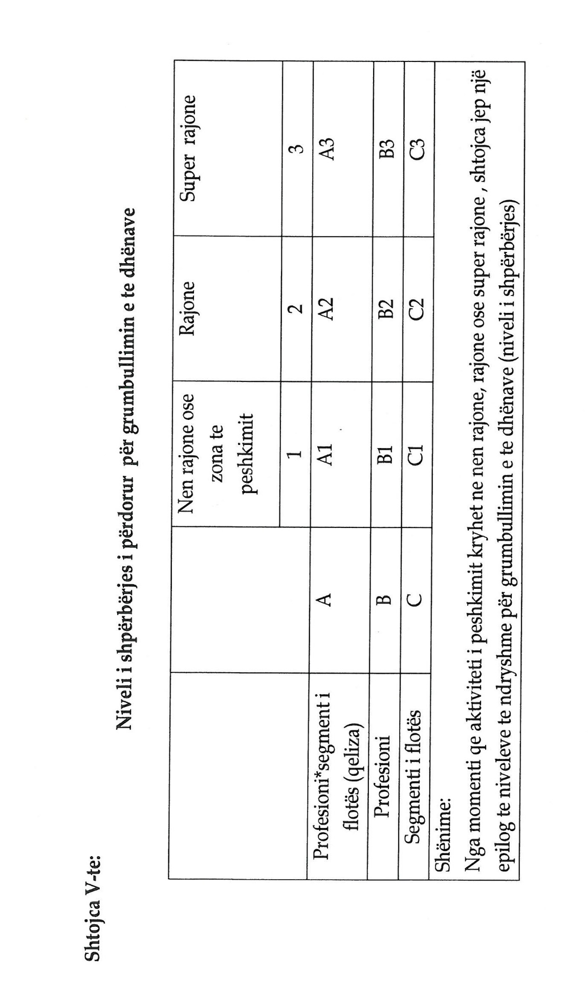 Shtojca V-te:
Niveli i shpërbërjes i përdorur për grumbullimin e te dhënave
Nen rajone ose zona te peshkimit Rajone Super rajone
1 2 3
Profesioni*segmenti i flotës (qeliza) A A1 A2 A3
Profesioni B B1 B2 B3
Segmenti i flotës C C1 C2 C3
Shënime:
Nga momenti qe aktiviteti i peshkimit kryhet ne nen rajone, rajone ose super rajone , shtojca jep një
epilog te niveleve te ndryshme për grumbullimin e te dhënave (niveli i shpërbërjes)